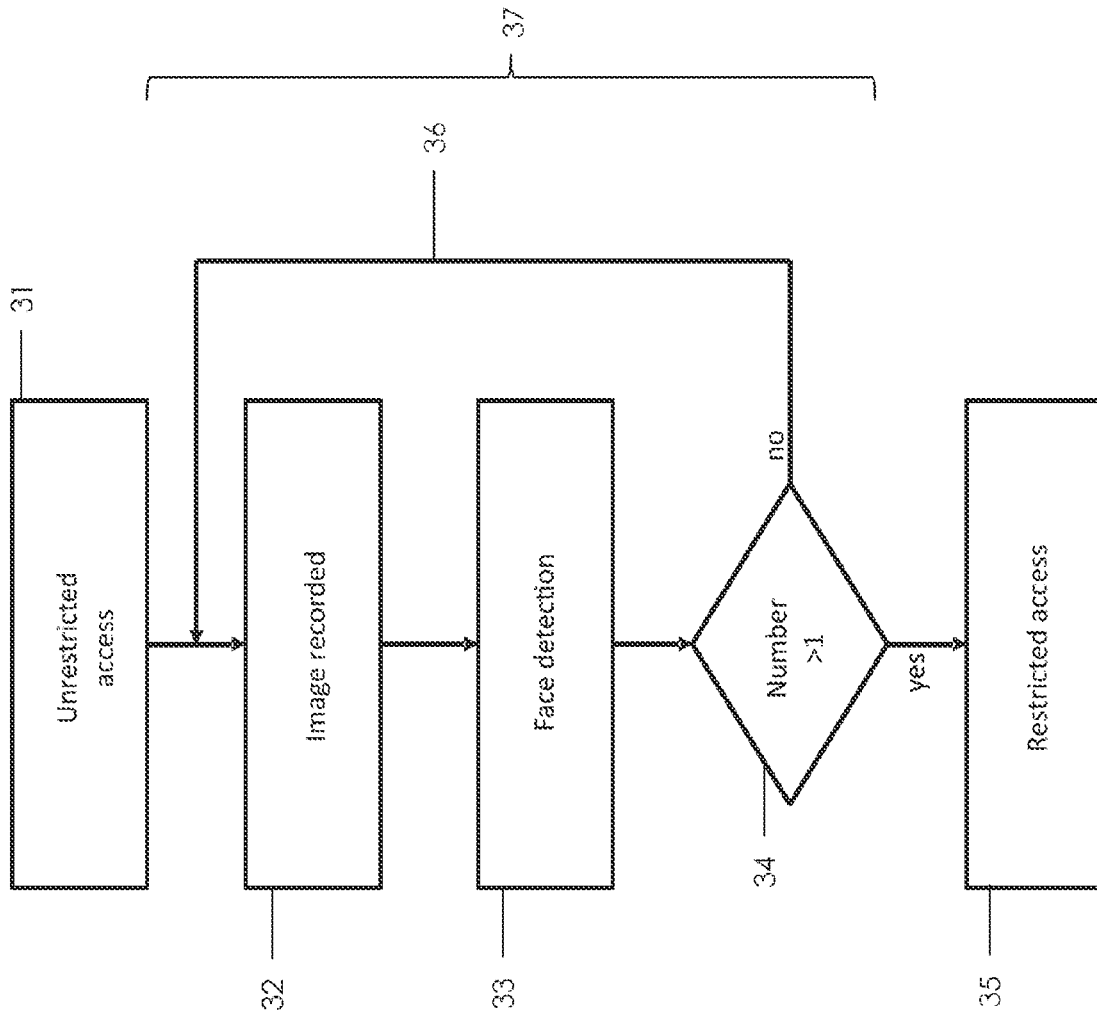 31
Unrestricted
access
32
Image recorded
33
Face detection
34
Number
>1
no
yes
35
Restricted access
36
37